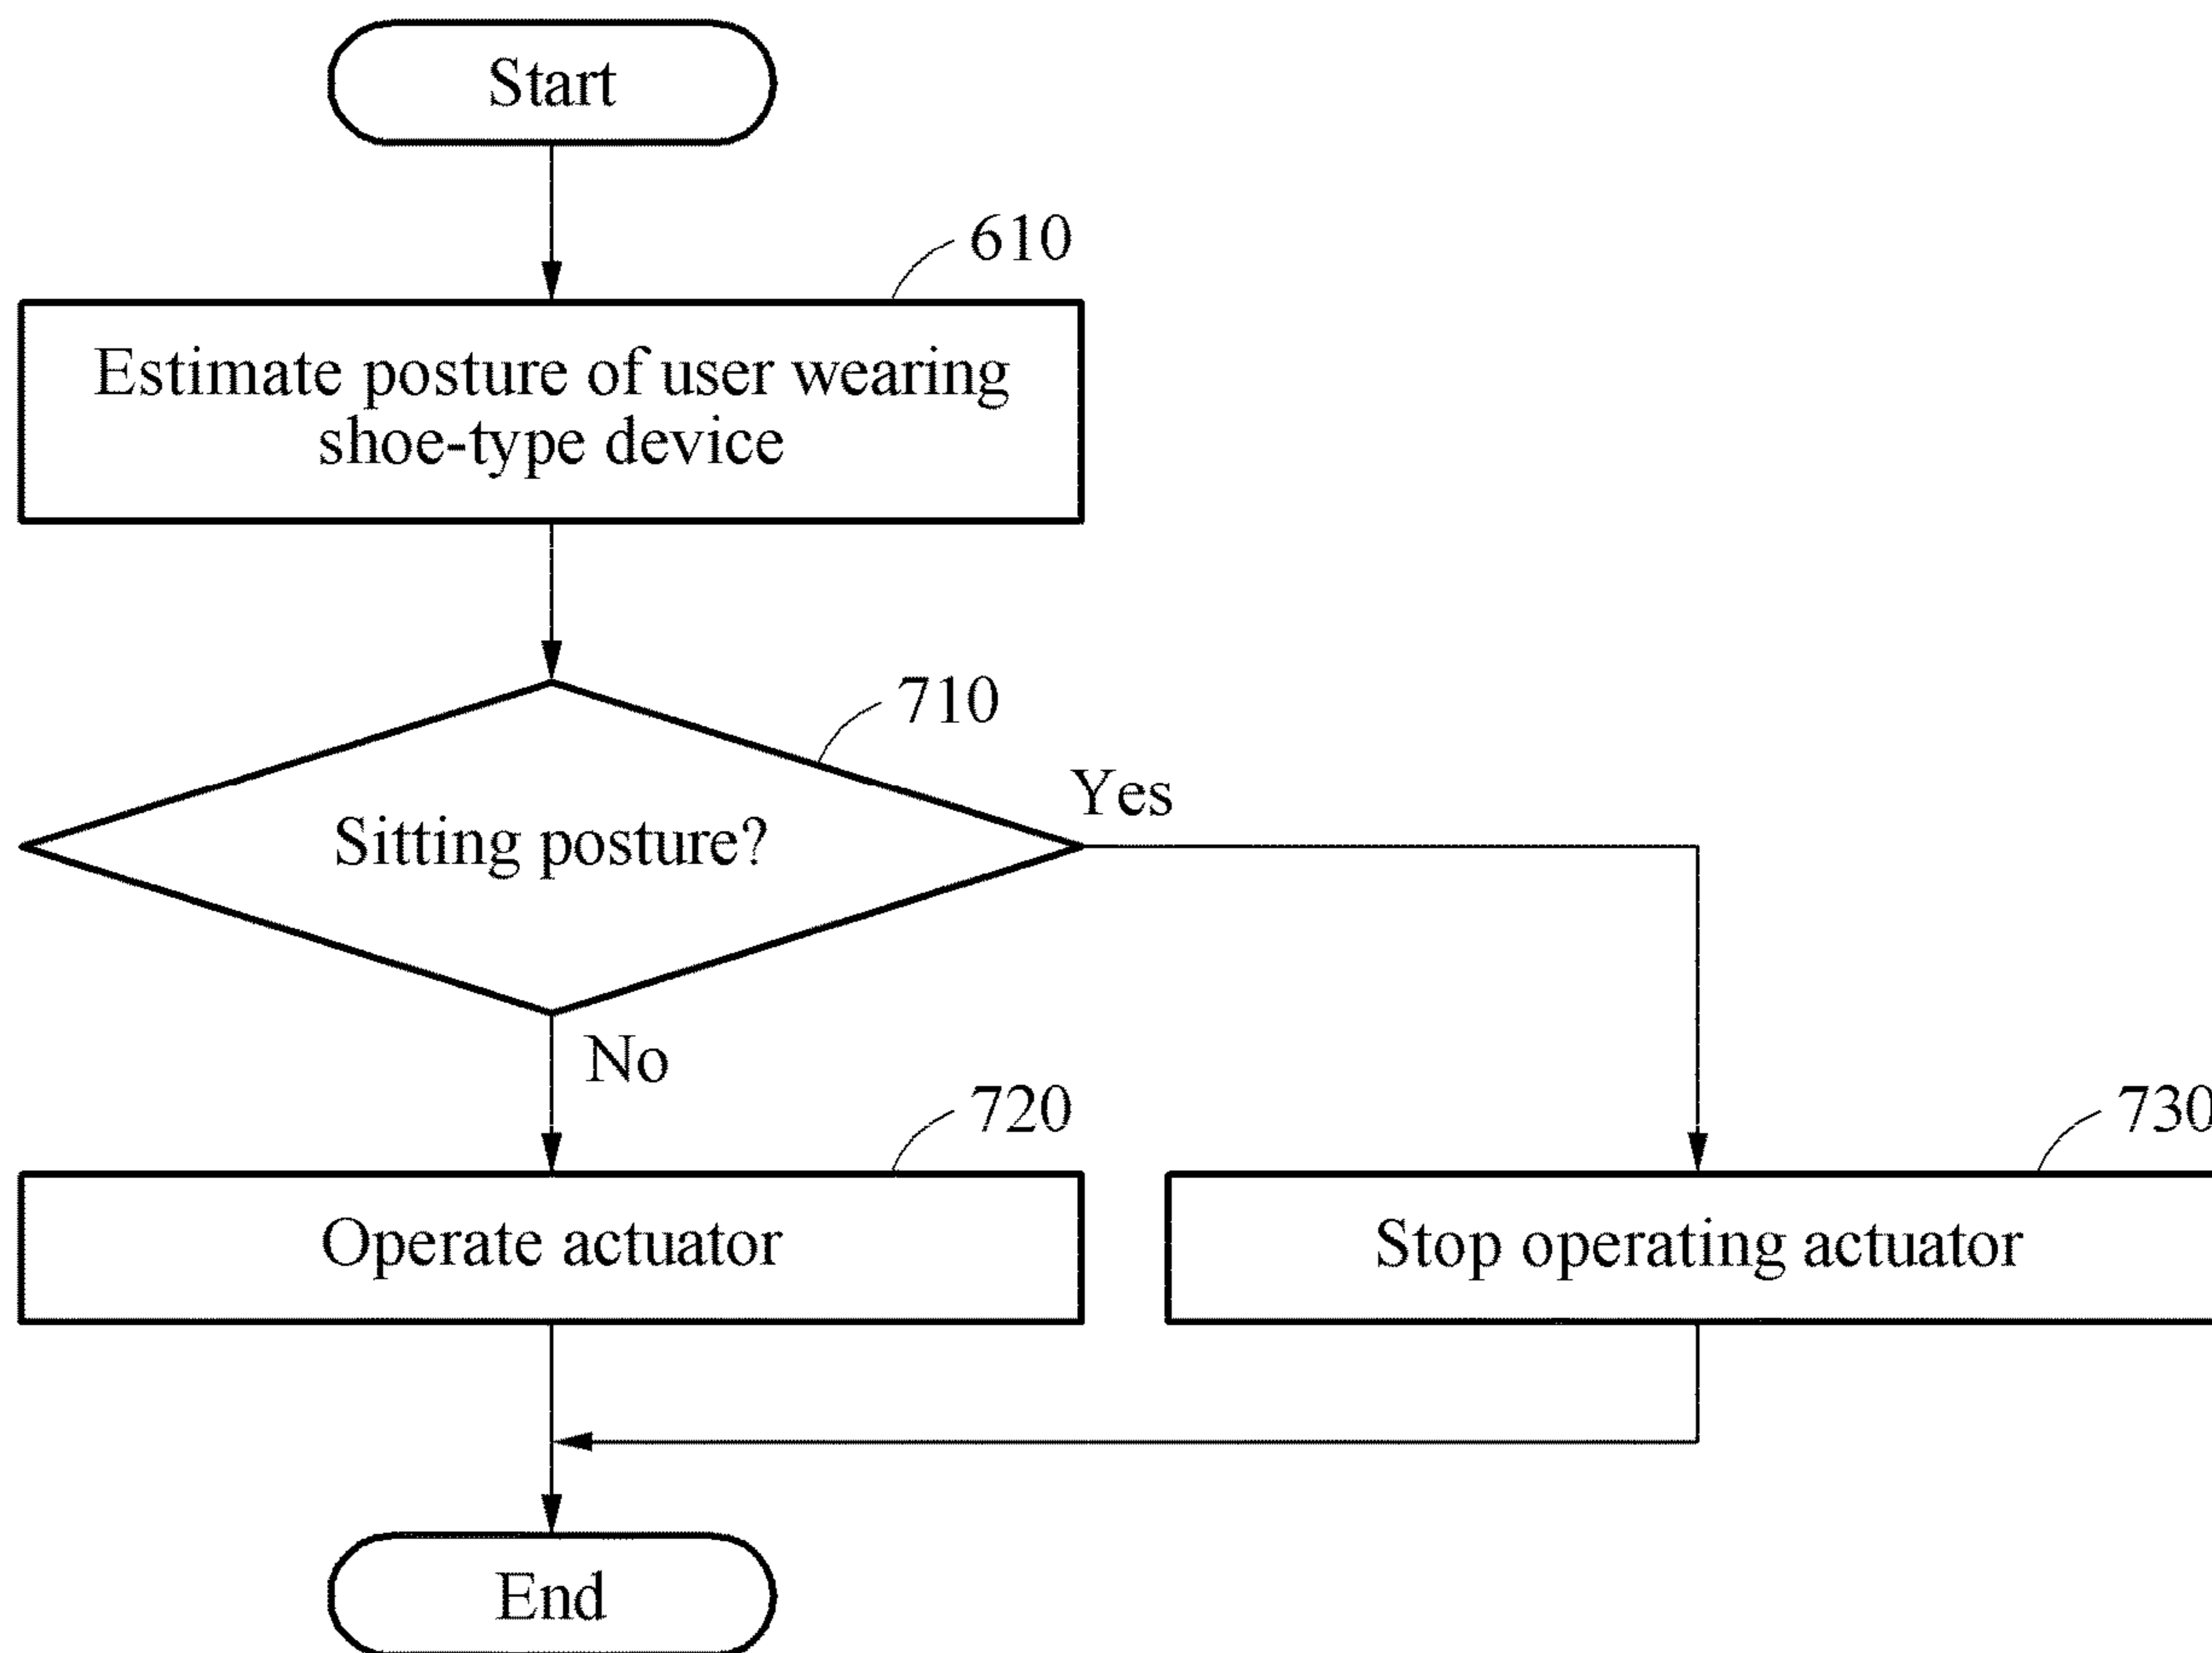 Start
610
Estimate posture of user wearing
shoe-type device
710
Sitting posture?
Yes
No
720
730
Operate actuator
Stop operating actuator
End